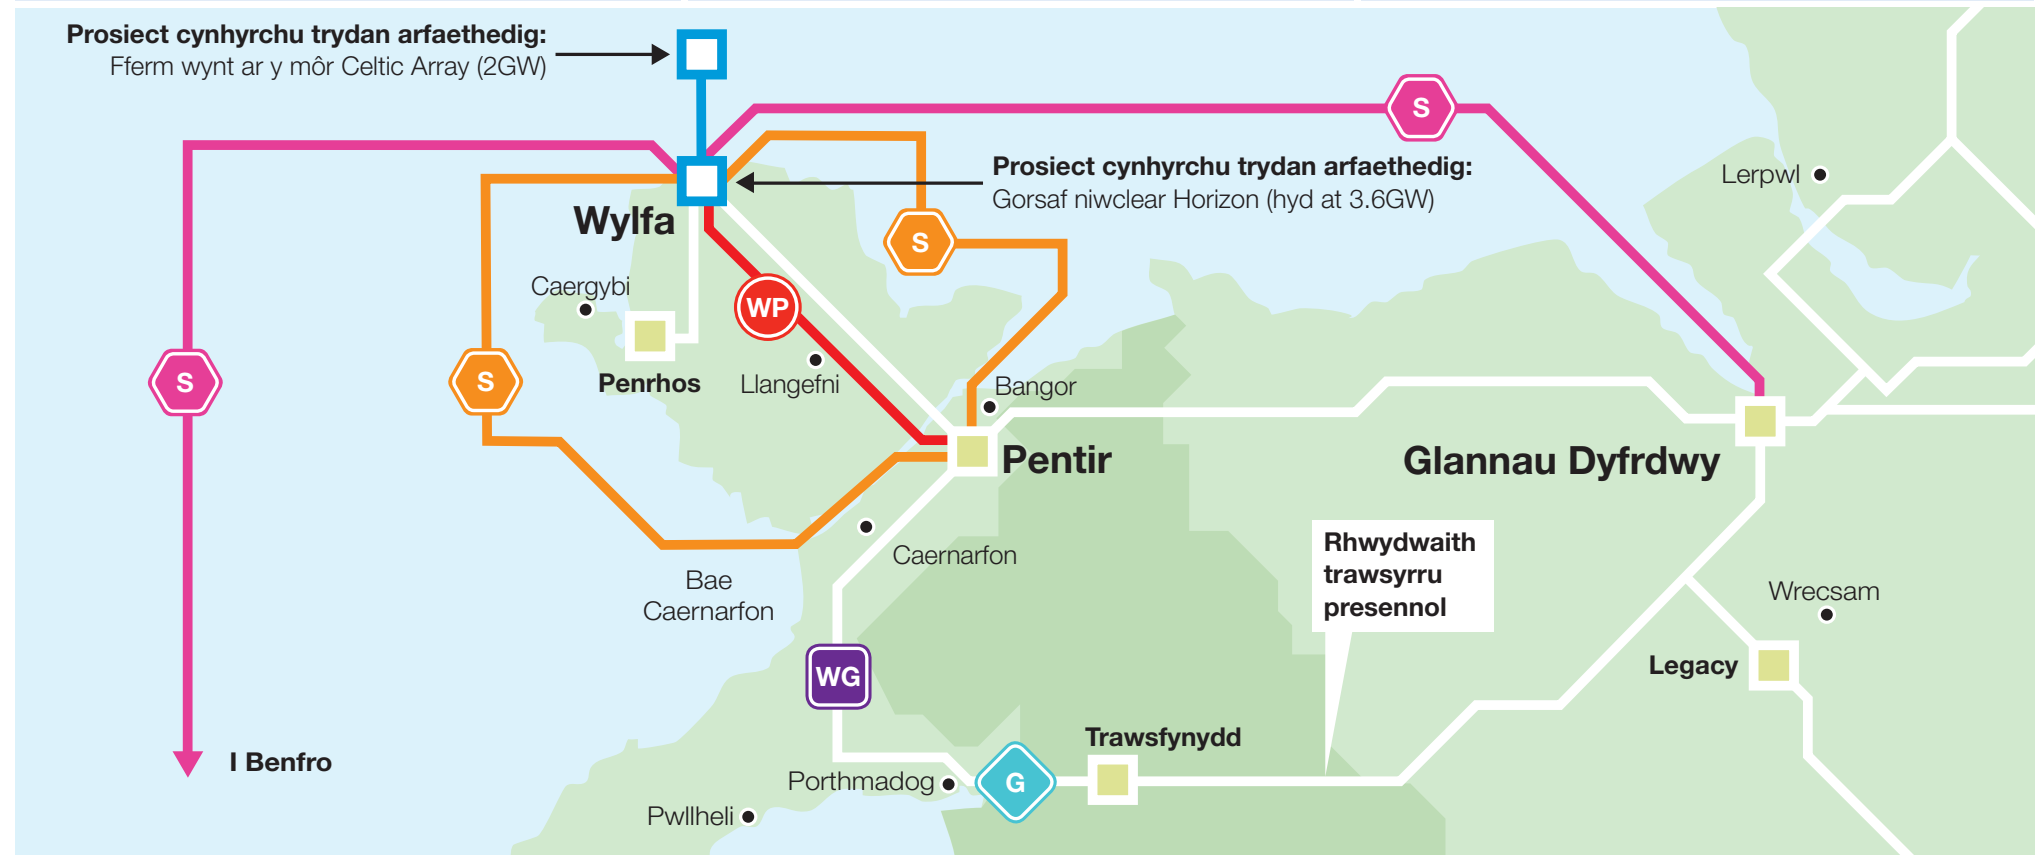 Prosiect cynhyrchu trydan arfaethedig:
Fferm wynt ar y môr Celtic Array (2GW)
S
Prosiect cynhyrchu trydan arfaethedig:
Gorsaf niwclear Horizon (hyd at 3.6GW)
Lerpwl
Wylfa
S
Caergybi
WP
S
S
Penrhos
Llangefni
Bangor
Pentir
Glannau Dyfrdwy
Caernarfon
Rhwydwaith
trawsyrru
presennol
Bae
Caernarfon
Wrecsam
WG
Legacy
I Benfro
Trawsfynydd
Porthmadog
G
Pwllheli